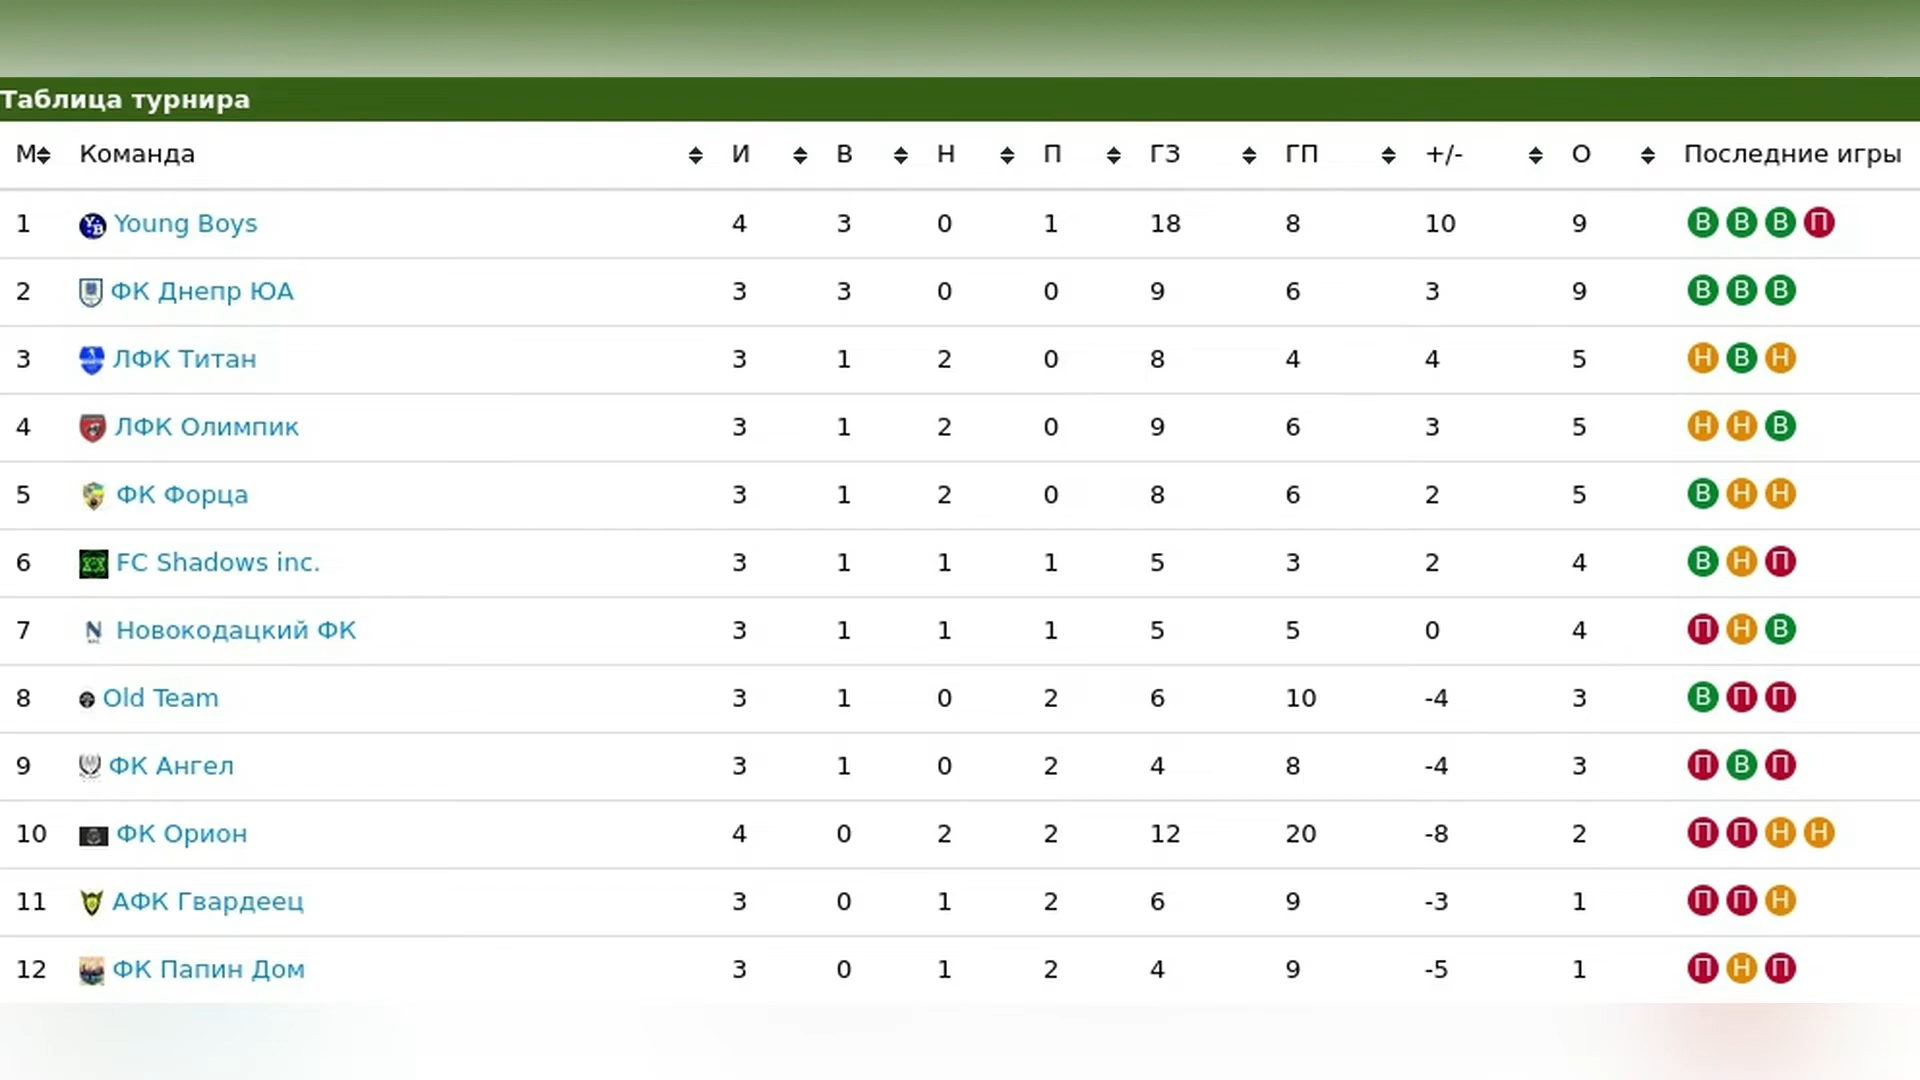 Таблица турнира
М Команда И В Н П ГЗ ГП +/- О Последние игры
1 Young Boys 4 3 0 1 18 8 10 9 В В В П
2 ФК Днепр ЮА 3 3 0 0 9 6 3 9 В В В
3 ЛФК Титан 3 1 2 0 8 4 4 5 Н В Н
4 ЛФК Олимпик 3 1 2 0 9 6 3 5 Н Н В
5 ФК Форца 3 1 2 0 8 6 2 5 В Н Н
6 FC Shadows inc. 3 1 1 1 5 3 2 4 В Н П
7 Новокодацкий ФК 3 1 1 1 5 5 0 4 П Н В
8 Old Team 3 1 0 2 6 10 -4 3 В П П
9 ФК Ангел 3 1 0 2 4 8 -4 3 П В П
10 ФК Орион 4 0 2 2 12 20 -8 2 П П Н Н
11 АФК Гвардеец 3 0 1 2 6 9 -3 1 П П Н
12 ФК Папин Дом 3 0 1 2 4 9 -5 1 П Н П